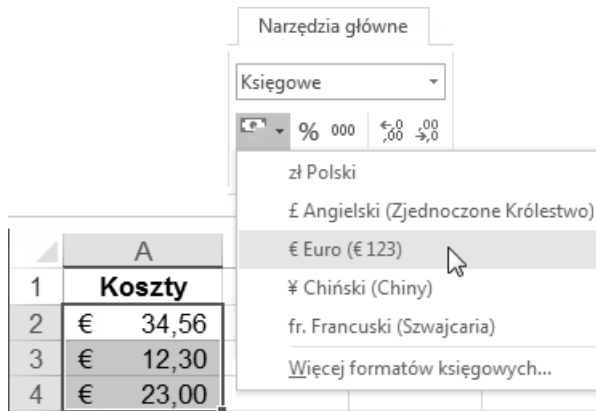 Narzędzia główne
Księgowe
% 000 ←0 ,00 ,00 →,0
zł Polski
£ Angielski (Zjednoczone Królestwo)
€ Euro (€ 123)
¥ Chiński (Chiny)
fr. Francuski (Szwajcaria)
Więcej formatów księgowych...
A
1 Koszty
2 € 34,56
3 € 12,30
4 € 23,00